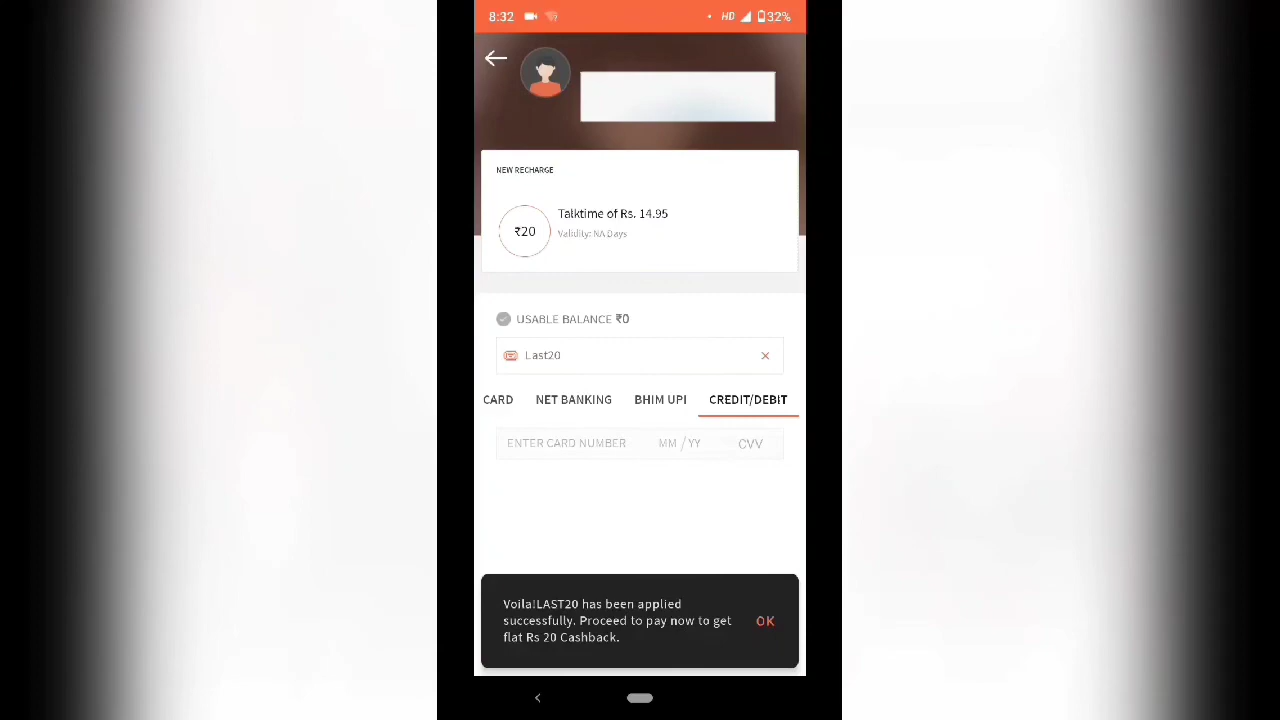 8:32 HD 32%
NEW RECHARGE
Talktime of Rs. 14.95
₹20
Validity: NA Days
USABLE BALANCE ₹0
Last20
CARD NET BANKING BHIM UPI CREDIT/DEBIT
ENTER CARD NUMBER MM / YY CVV
Voila!LAST20 has been applied
successfully. Proceed to pay now to get
flat Rs 20 Cashback.
OK